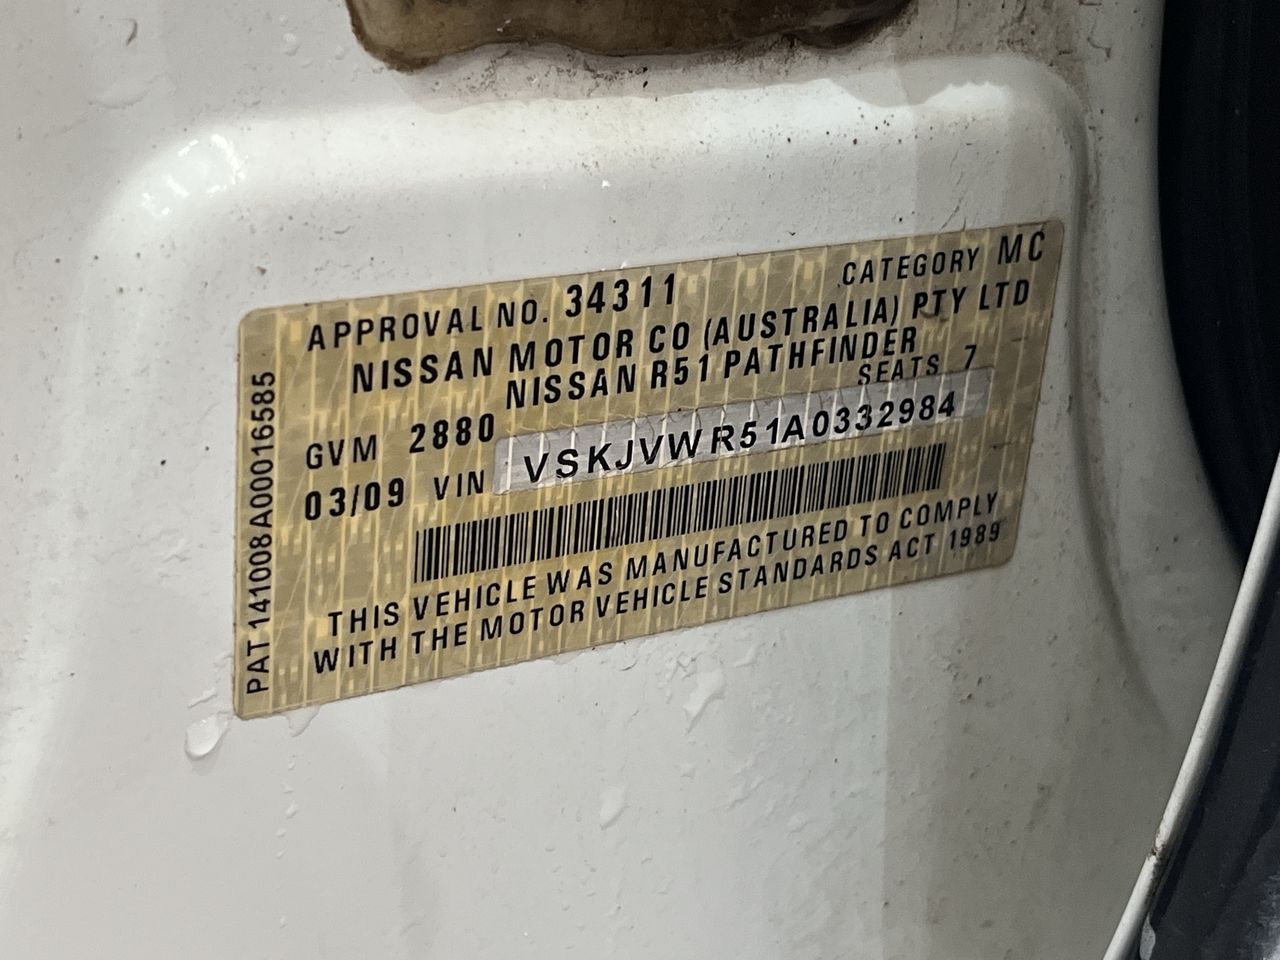 APPROVAL NO. 34311 CATEGORY MC
NISSAN MOTOR CO (AUSTRALIA) PTY LTD
NISSAN R51 PATHFINDER
GVM 2880 SEATS 7
03/09 VIN VSKJVWR51A0332984
THIS VEHICLE WAS MANUFACTURED TO COMPLY
WITH THE MOTOR VEHICLE STANDARDS ACT 1989
PAT 141008A00016585